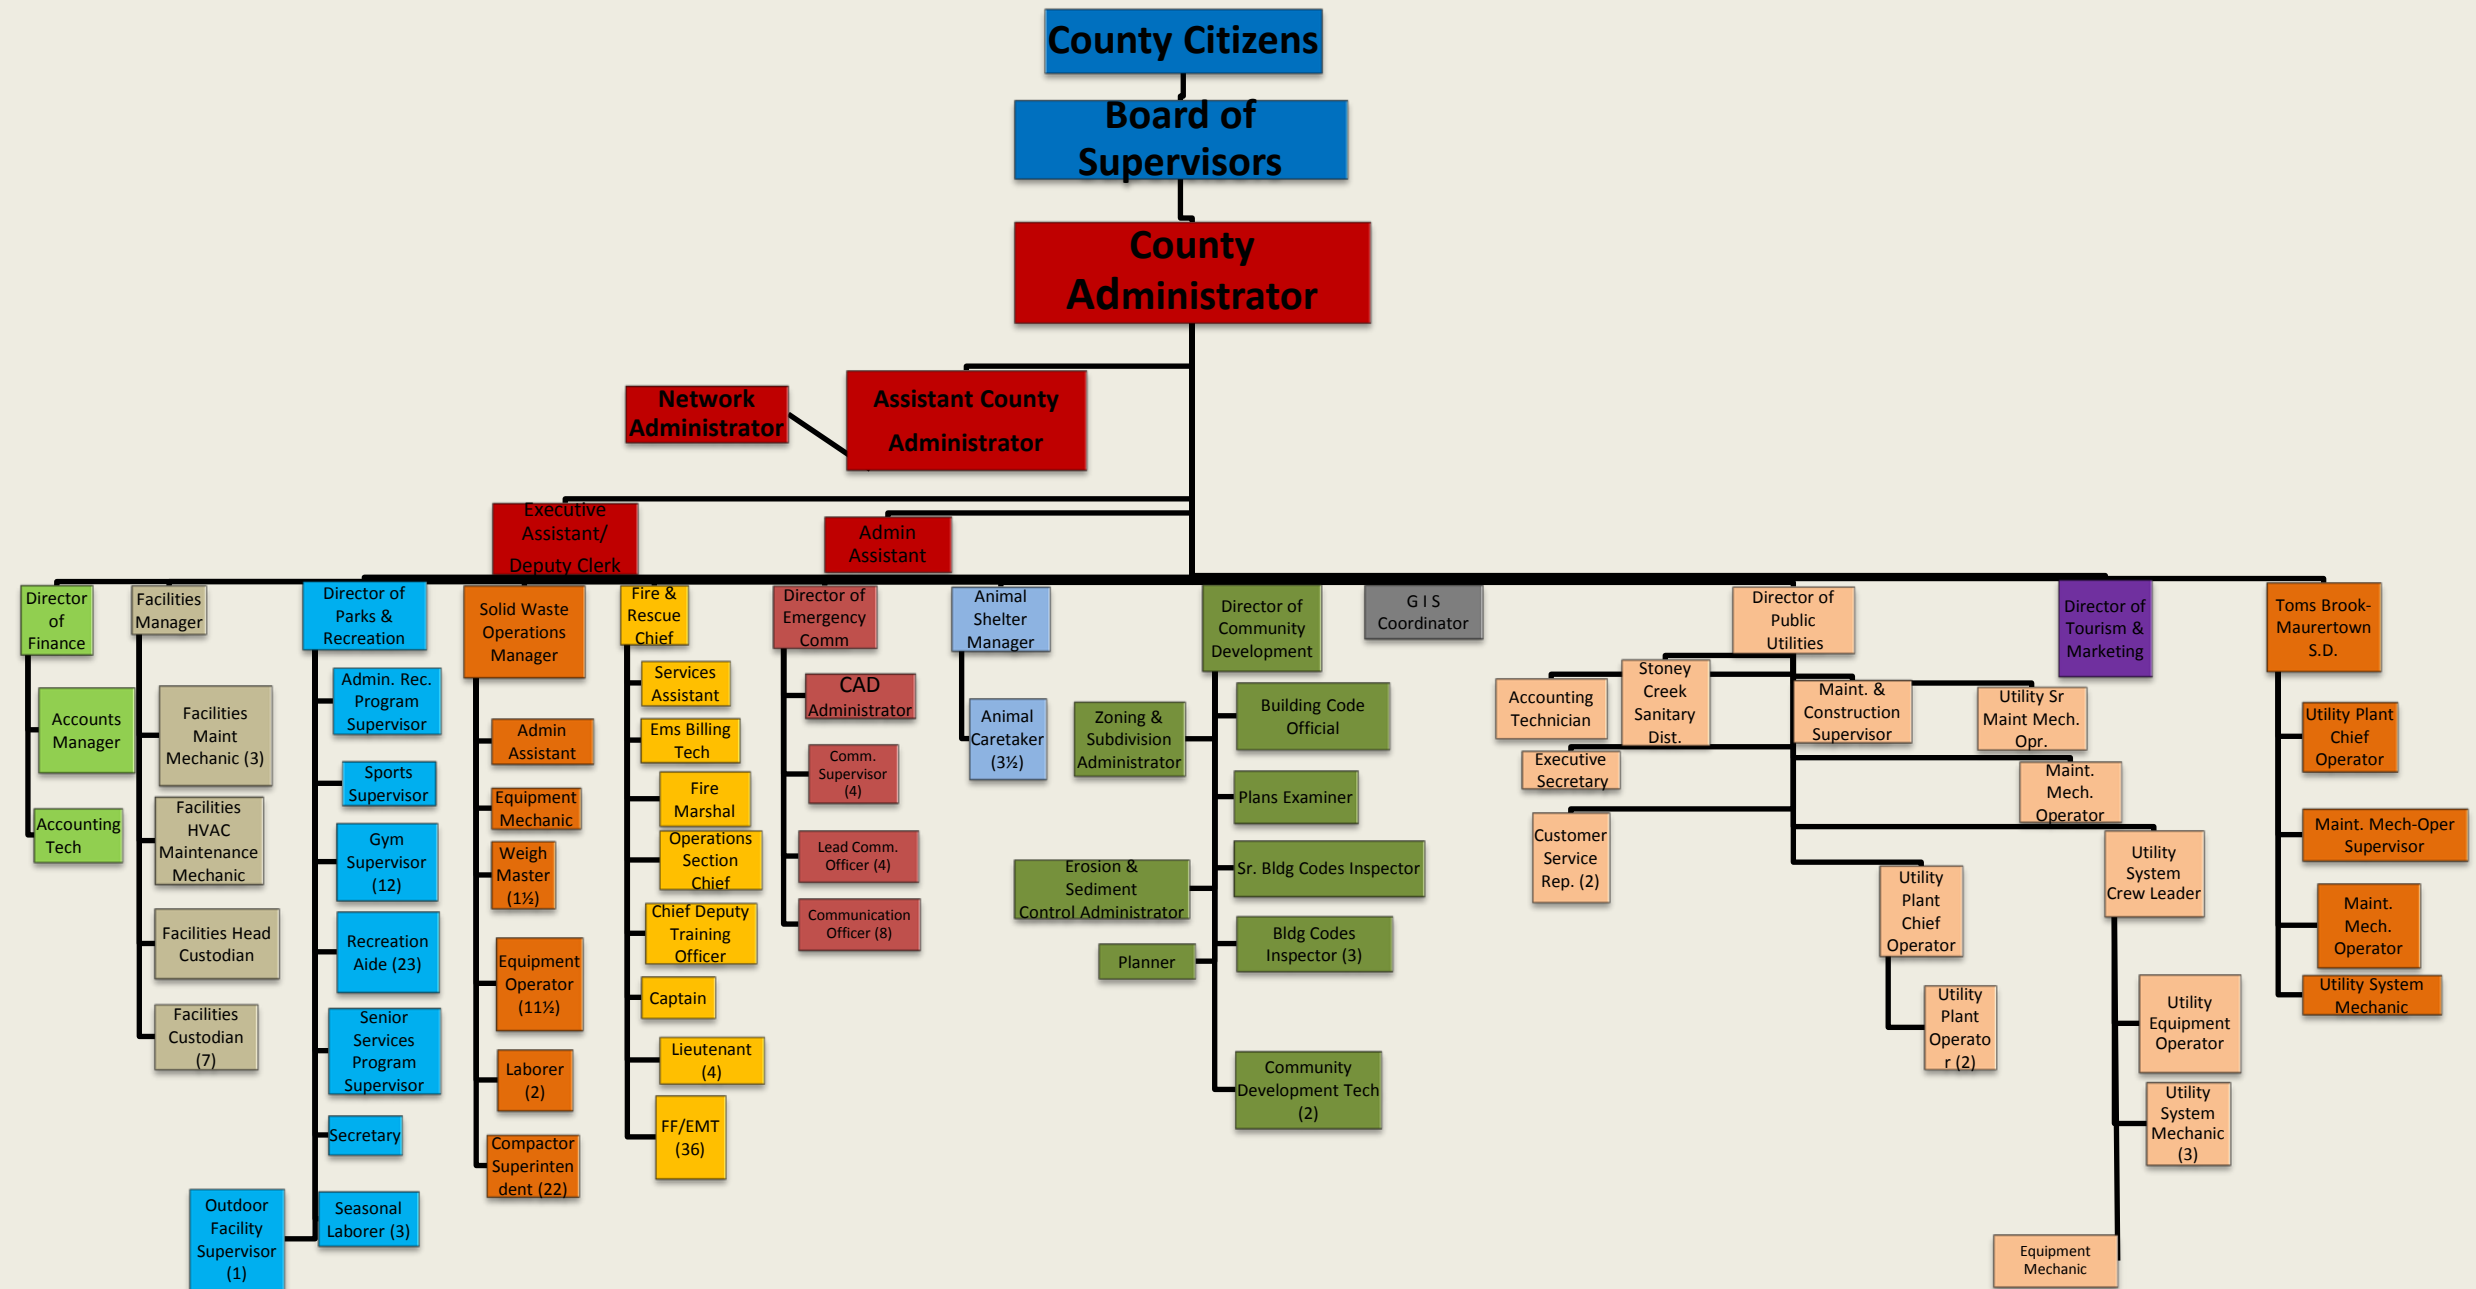 County Citizens
Board of
Supervisors
County
Administrator
Network
Administrator
Assistant County
Administrator
Executive
Assistant/
Deputy Clerk
Admin
Assistant
Director
of
Finance
Accounts
Manager
Accounting
Tech
Facilities
Manager
Facilities
Maint
Mechanic (3)
Facilities
HVAC
Maintenance
Mechanic
Facilities Head
Custodian
Facilities
Custodian
(7)
Director of
Parks &
Recreation
Admin. Rec.
Program
Supervisor
Sports
Supervisor
Gym
Supervisor
(12)
Recreation
Aide (23)
Senior
Services
Program
Supervisor
Secretary
Seasonal
Laborer (3)
Outdoor
Facility
Supervisor
(1)
Solid Waste
Operations
Manager
Admin
Assistant
Equipment
Mechanic
Weigh
Master
(1½)
Equipment
Operator
(11½)
Laborer
(2)
Compactor
Superinten
dent (22)
Fire &
Rescue
Chief
Services
Assistant
Ems Billing
Tech
Fire
Marshal
Operations
Section
Chief
Chief Deputy
Training
Officer
Captain
Lieutenant
(4)
FF/EMT
(36)
Director of
Emergency
Comm
CAD
Administrator
Comm.
Supervisor
(4)
Lead Comm.
Officer (4)
Communication
Officer (8)
Animal
Shelter
Manager
Animal
Caretaker
(3½)
Director of
Community
Development
Zoning &
Subdivision
Administrator
Erosion &
Sediment
Control Administrator
Planner
Building Code
Official
Plans Examiner
Sr. Bldg Codes Inspector
Bldg Codes
Inspector (3)
Community
Development Tech
(2)
G I S
Coordinator
Director of
Public
Utilities
Accounting
Technician
Stoney
Creek
Sanitary
Dist.
Maint. &
Construction
Supervisor
Utility Sr
Maint Mech.
Opr.
Executive
Secretary
Maint.
Mech.
Operator
Customer
Service
Rep. (2)
Utility
Plant
Chief
Operator
Utility
Plant
Operato
r (2)
Utility
System
Crew Leader
Utility
Equipment
Operator
Utility
System
Mechanic
(3)
Equipment
Mechanic
Director of
Tourism &
Marketing
Toms Brook-
Maurertown
S.D.
Utility Plant
Chief
Operator
Maint. Mech-Oper
Supervisor
Maint.
Mech.
Operator
Utility System
Mechanic